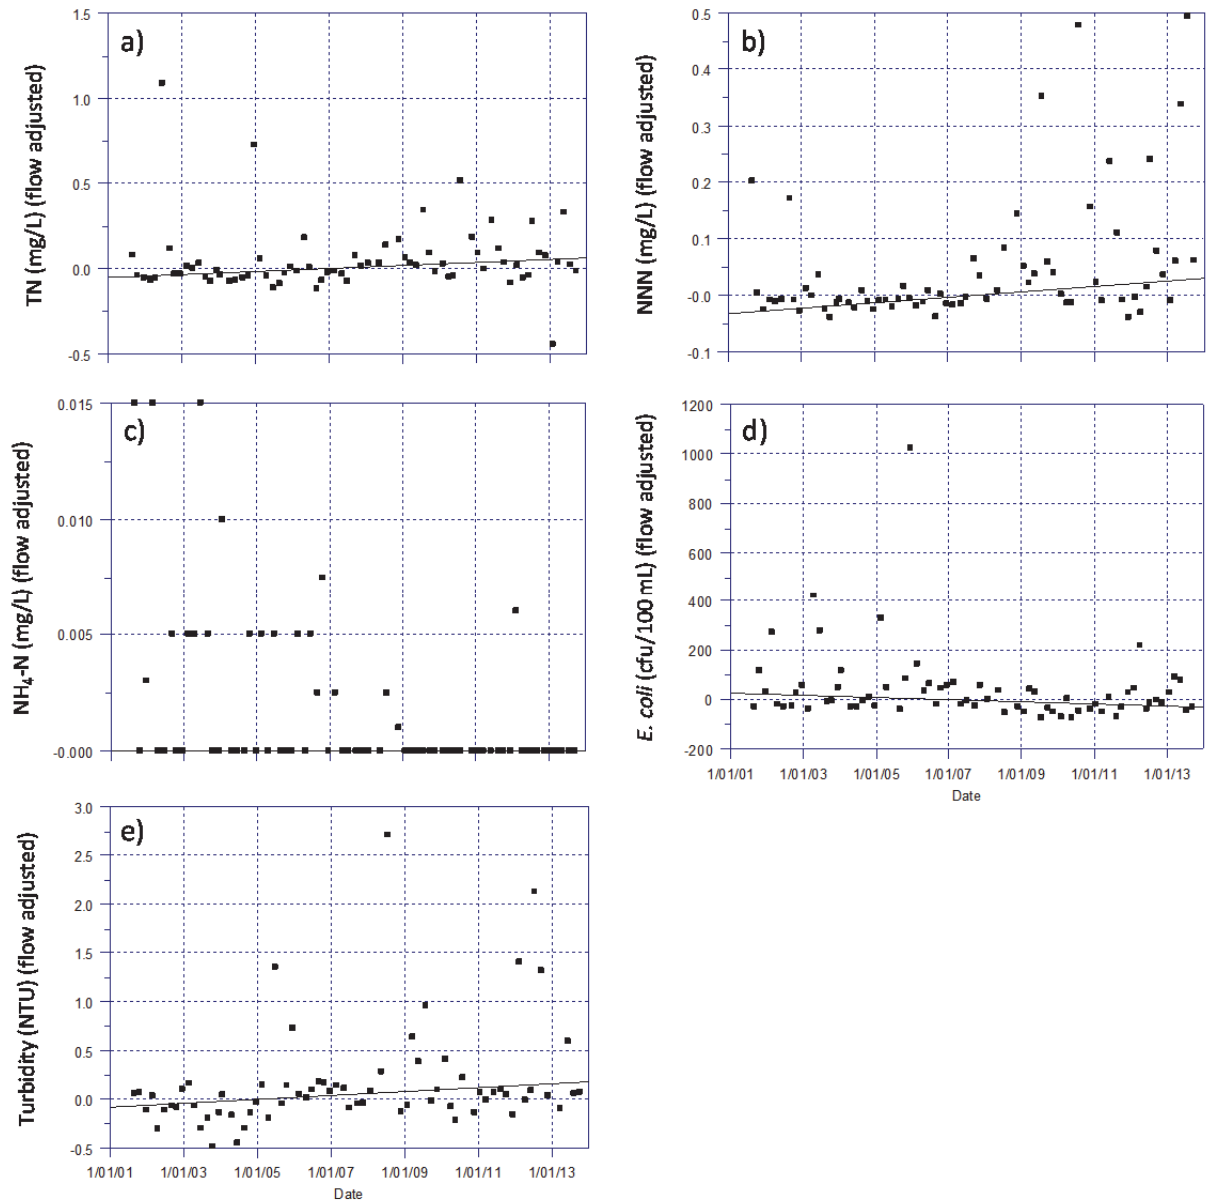 a)
TN (mg/L) (flow adjusted)
1.5
1.0
0.5
0.0
-0.5
b)
NNN (mg/L) (flow adjusted)
0.5
0.4
0.3
0.2
0.1
-0.0
-0.1
c)
NH4-N (mg/L) (flow adjusted)
0.015
0.010
0.005
-0.000
d)
E. coli (cfu/100 mL) (flow adjusted)
1200
1000
800
600
400
200
0
-200
1/01/01 1/01/03 1/01/05 1/01/07 1/01/09 1/01/11 1/01/13
Date
e)
Turbidity (NTU) (flow adjusted)
3.0
2.5
2.0
1.5
1.0
0.5
0.0
-0.5
1/01/01 1/01/03 1/01/05 1/01/07 1/01/09 1/01/11 1/01/13
Date